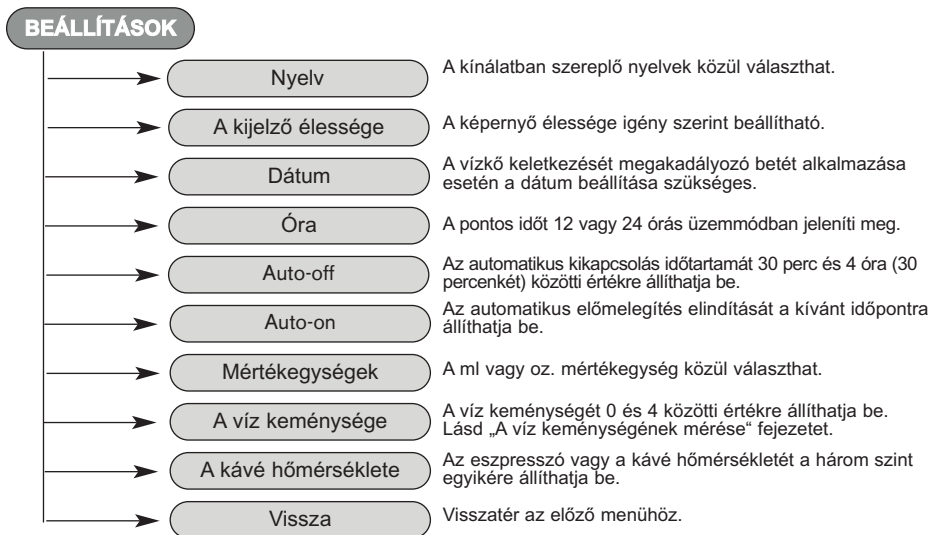 BEÁLLÍTÁSOK
Nyelv
A kínálatban szereplő nyelvek közül választhat.
A kijelző élessége
A képernyő élessége igény szerint beállítható.
Dátum
A vízkő keletkezését megakadályozó betét alkalmazása
esetén a dátum beállítása szükséges.
Óra
A pontos időt 12 vagy 24 órás üzemmódban jeleníti meg.
Auto-off
Az automatikus kikapcsolás időtartamát 30 perc és 4 óra (30
percenkét) közötti értékre állíthatja be.
Auto-on
Az automatikus előmelegítés elindítását a kívánt időpontra
állíthatja be.
Mértékegységek
A ml vagy oz. mértékegység közül választhat.
A víz keménysége
A víz keménységét 0 és 4 közötti értékre állíthatja be.
Lásd „A víz keménységének mérése“ fejezetet.
A kávé hőmérséklete
Az eszpresszó vagy a kávé hőmérsékletét a három szint
egyikére állíthatja be.
Vissza
Visszatér az előző menühöz.